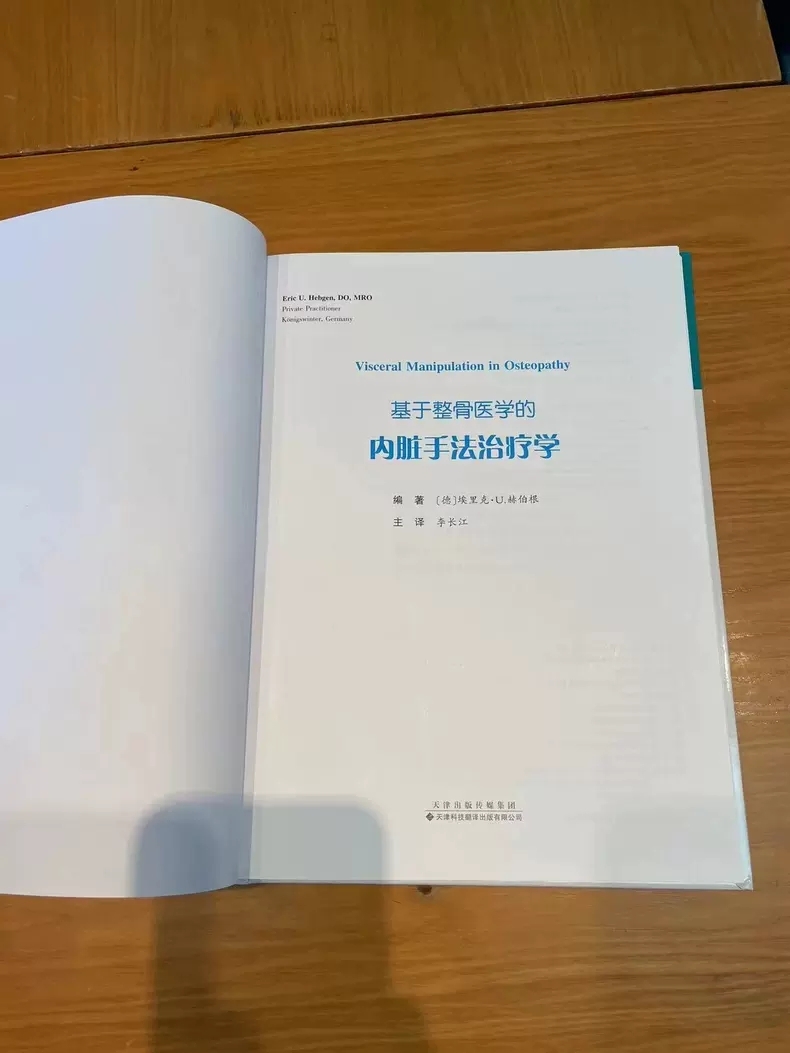 Eric U. Hebgen, DO, MRO
Private Practitioner
Königswinter, Germany
Visceral Manipulation in Osteopathy
基于整骨医学的
内脏手法治疗学
编 著 [德]埃里克·U.赫伯根
主 译 李长江
天津出版传媒集团
天津科技翻译出版有限公司